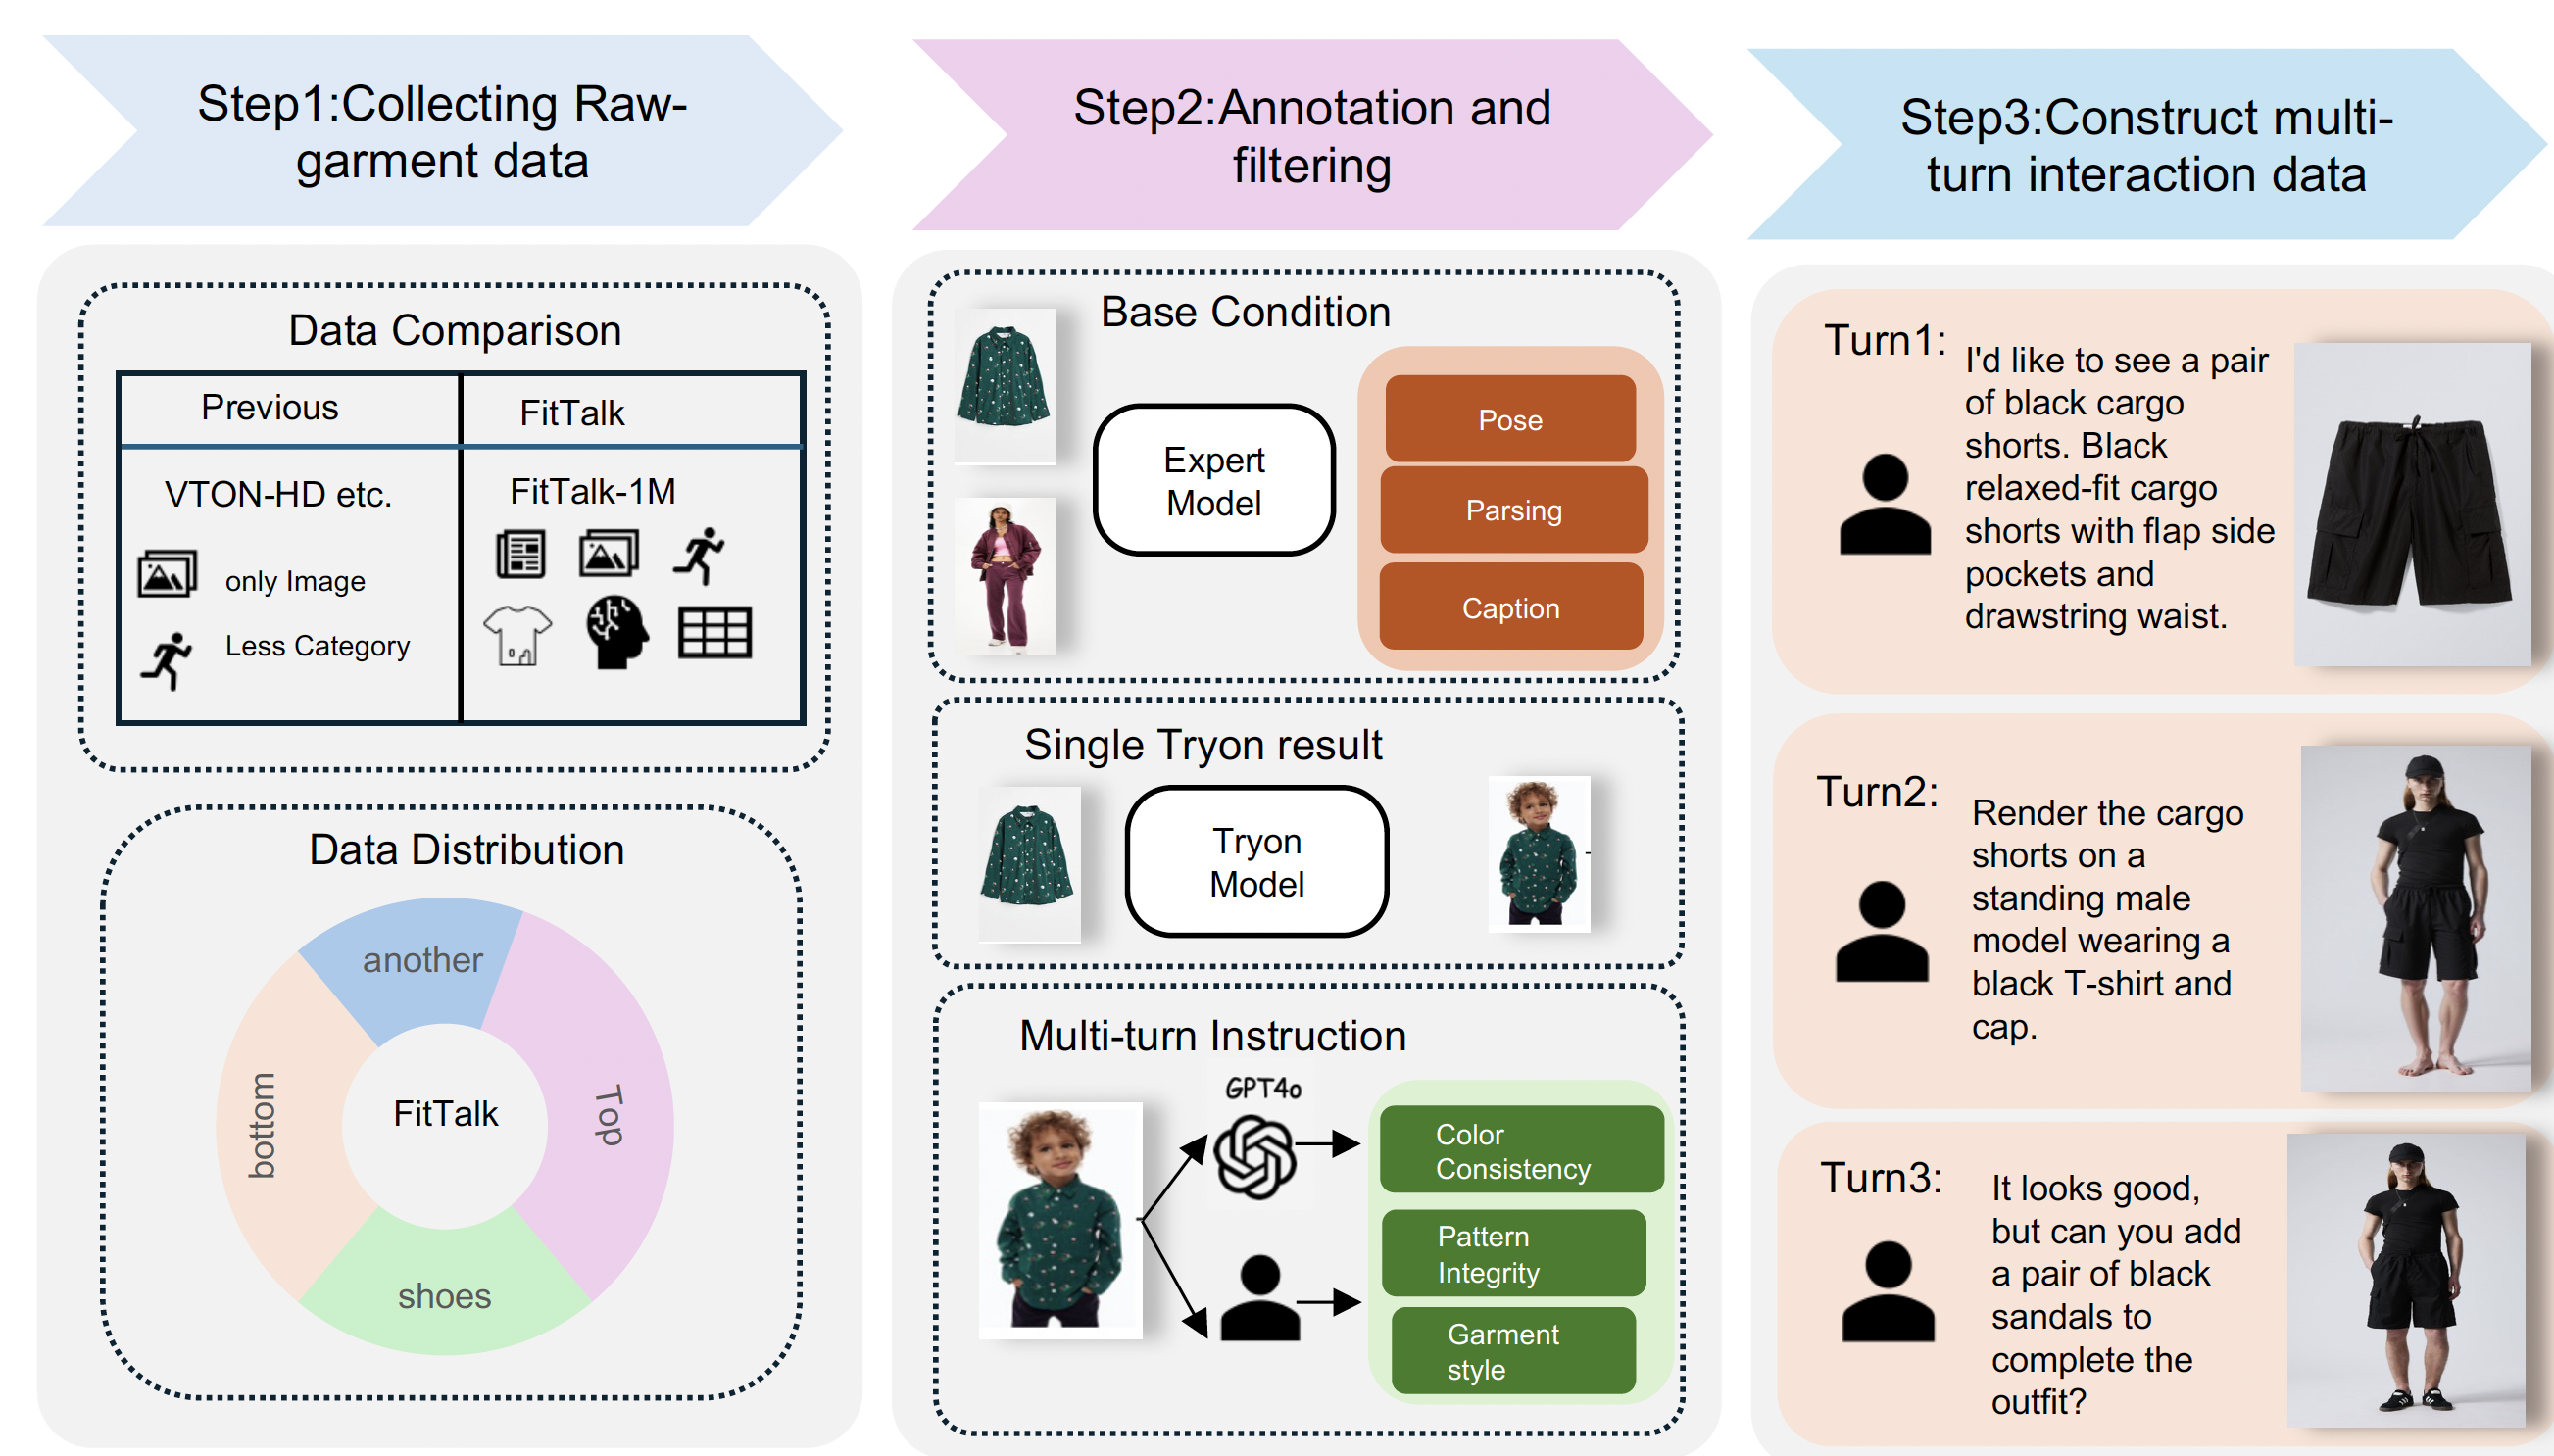 Step1:Collecting Raw-
garment data
Data Comparison
Previous
FitTalk
VTON-HD etc.
only Image
Less Category
FitTalk-1M
Data Distribution
another
Top
shoes
bottom
FitTalk
Step2:Annotation and
filtering
Base Condition
Expert
Model
Pose
Parsing
Caption
Single Tryon result
Tryon
Model
Multi-turn Instruction
GPT4o
Color
Consistency
Pattern
Integrity
Garment
style
Step3:Construct multi-
turn interaction data
Turn1:
I'd like to see a pair
of black cargo
shorts. Black
relaxed-fit cargo
shorts with flap side
pockets and
drawstring waist.
Turn2:
Render the cargo
shorts on a
standing male
model wearing a
black T-shirt and
cap.
Turn3:
It looks good,
but can you add
a pair of black
sandals to
complete the
outfit?